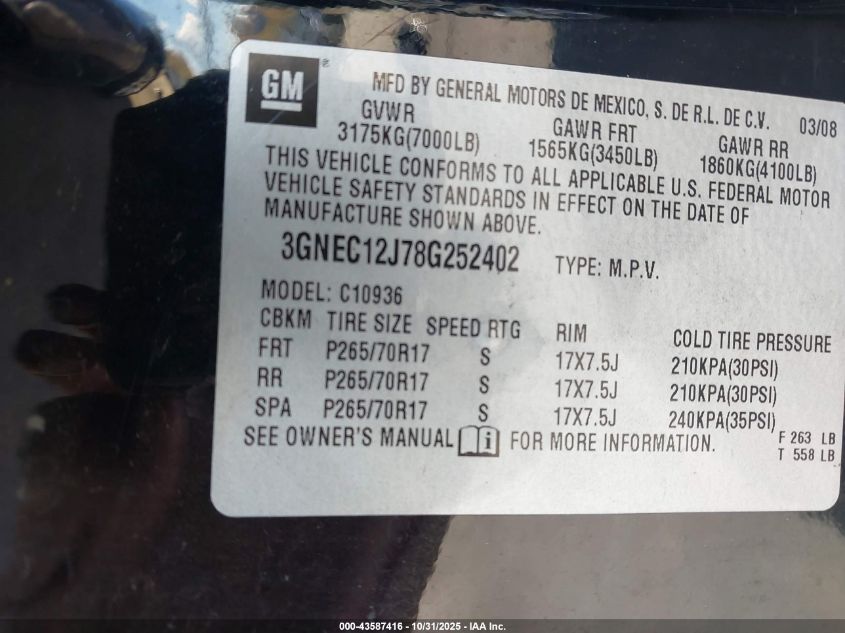 GM
MFD BY GENERAL MOTORS DE MEXICO, S. DE R.L. DE C.V. 03/08
GVWR GAWR FRT GAWR RR
3175KG(7000LB) 1565KG(3450LB) 1860KG(4100LB)
THIS VEHICLE CONFORMS TO ALL APPLICABLE U.S. FEDERAL MOTOR
VEHICLE SAFETY STANDARDS IN EFFECT ON THE DATE OF
MANUFACTURE SHOWN ABOVE.
3GNEC12J78G252402 TYPE: M.P.V.
MODEL: C10936
CBKM TIRE SIZE SPEED RTG RIM COLD TIRE PRESSURE
FRT P265/70R17 S 17X7.5J 210KPA(30PSI)
RR P265/70R17 S 17X7.5J 210KPA(30PSI)
SPA P265/70R17 S 17X7.5J 240KPA(35PSI)
SEE OWNER'S MANUAL FOR MORE INFORMATION. F 263 LB
T 558 LB
000-43587416 - 10/31/2025 - IAA Inc.